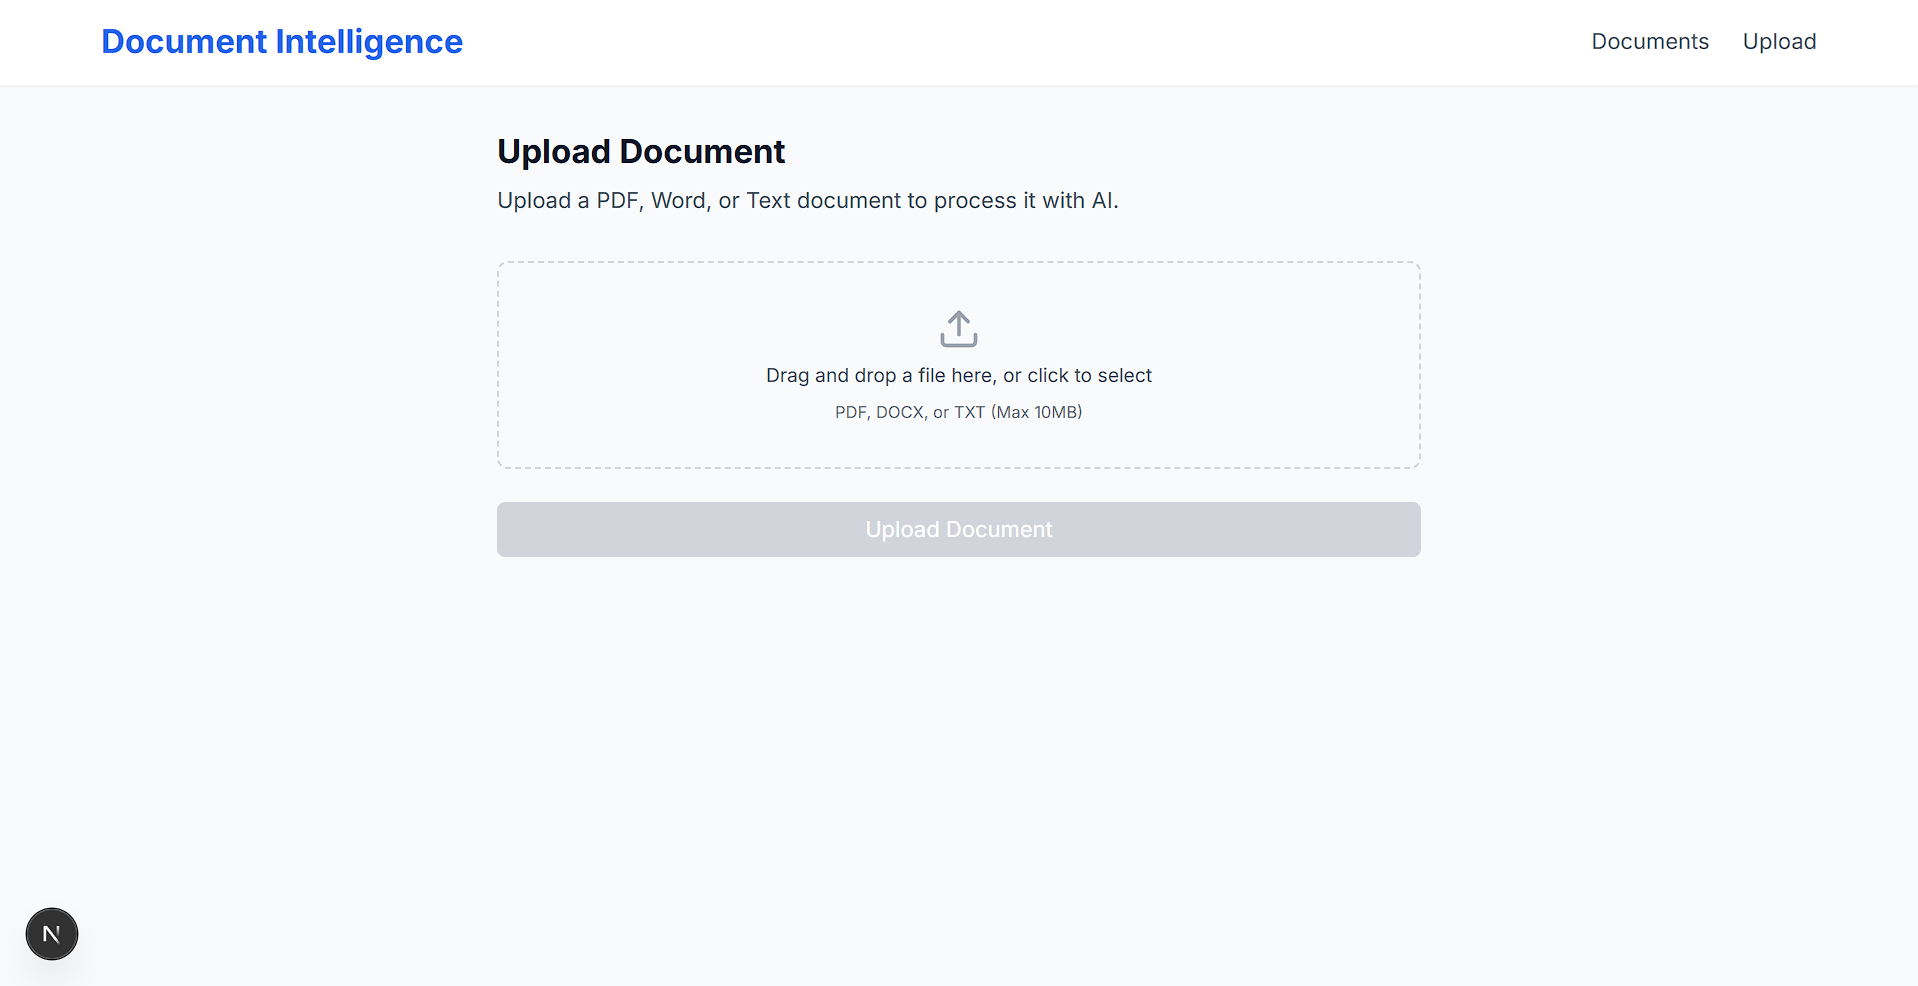 Document Intelligence
Documents
Upload
Upload Document
Upload a PDF, Word, or Text document to process it with AI.
Drag and drop a file here, or click to select
PDF, DOCX, or TXT (Max 10MB)
Upload Document
N